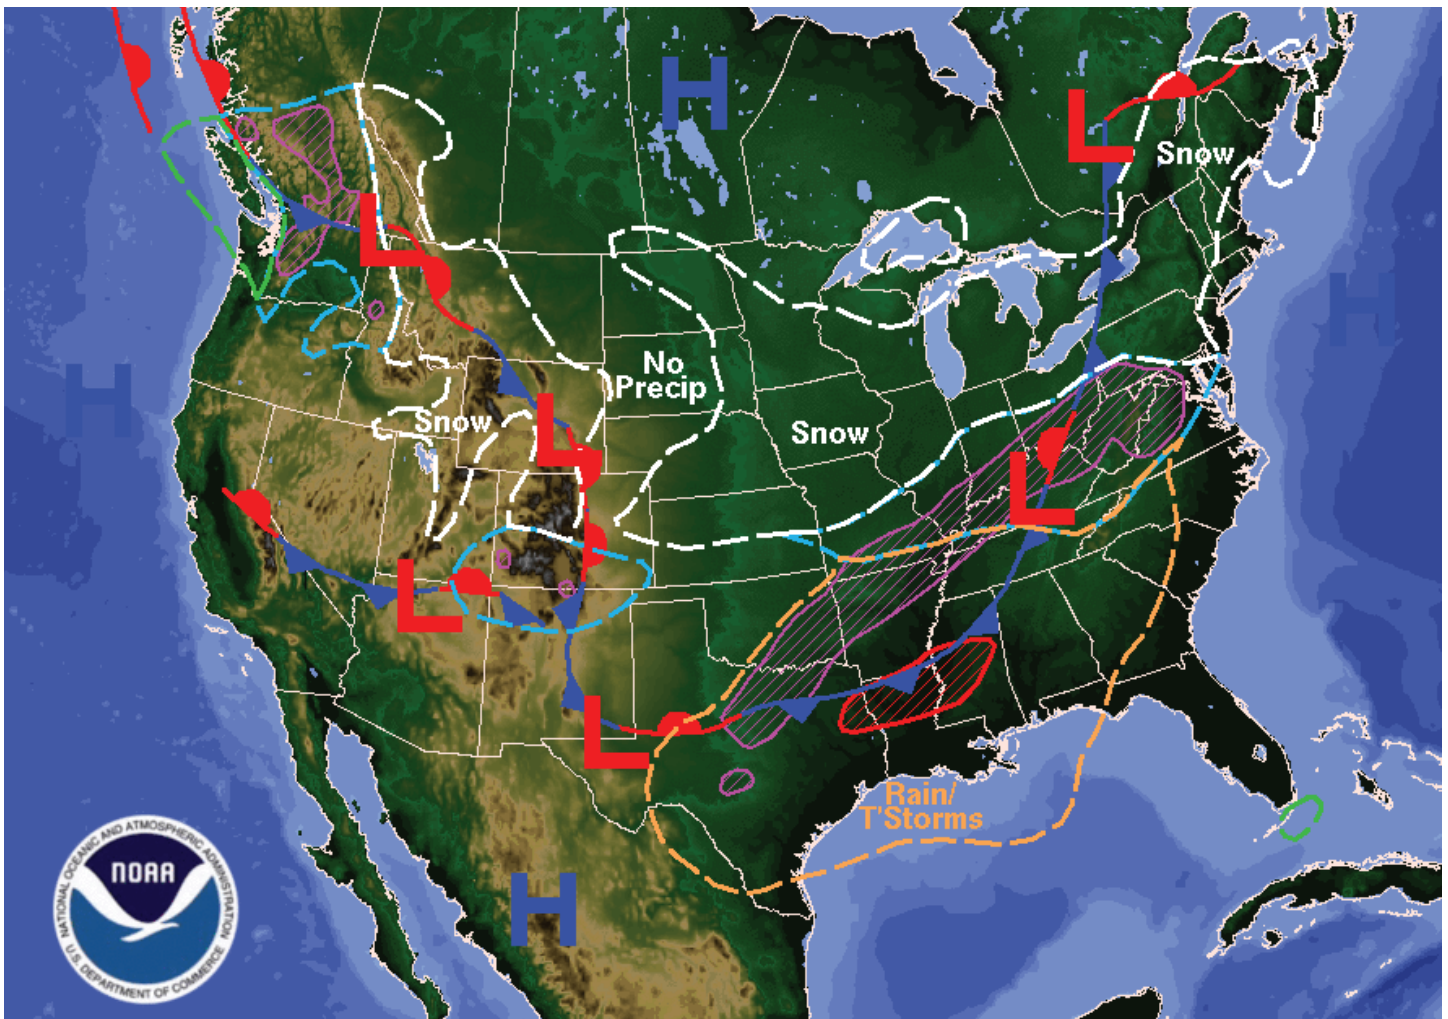 H
L
Snow
L
H
H
No
Precip
L
Snow
Snow
L
L
L
H
Rain/
T'Storms
NATIONAL OCEANIC AND ATMOSPHERIC ADMINISTRATION
NOAA
U.S. DEPARTMENT OF COMMERCE
H